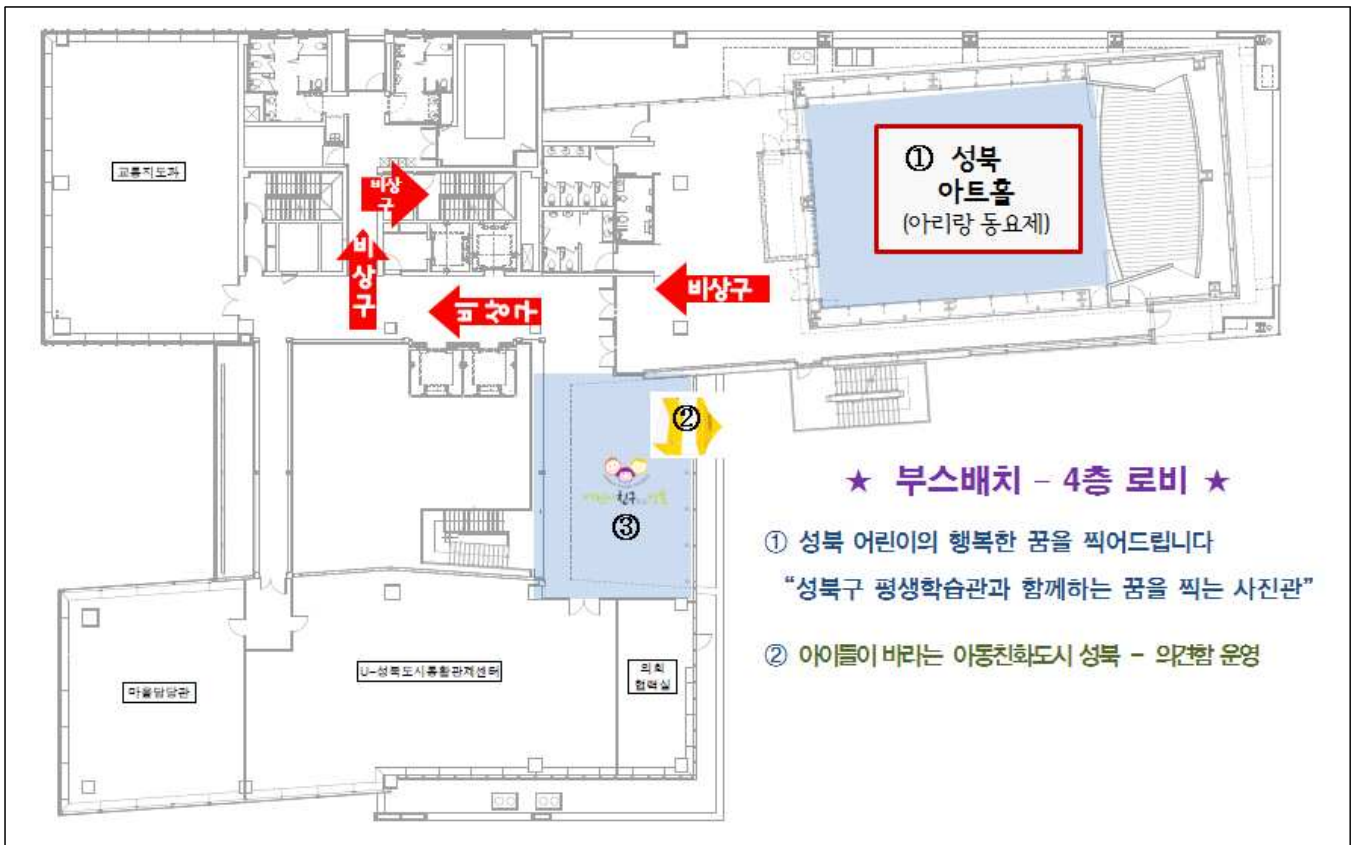 교통지도과
비상
구
비
상
구
비상구
비상구
① 성북
아트홀
(아리랑 동요제)
②
친구
③
★ 부스배치 - 4층 로비 ★
① 성북 어린이의 행복한 꿈을 찍어드립니다
“성북구 평생학습관과 함께하는 꿈을 찍는 사진관”
② 아이들이 바라는 아동친화도시 성북 - 의견함 운영
마을담당관
U-성북도시통합관제센터
의회
협력실